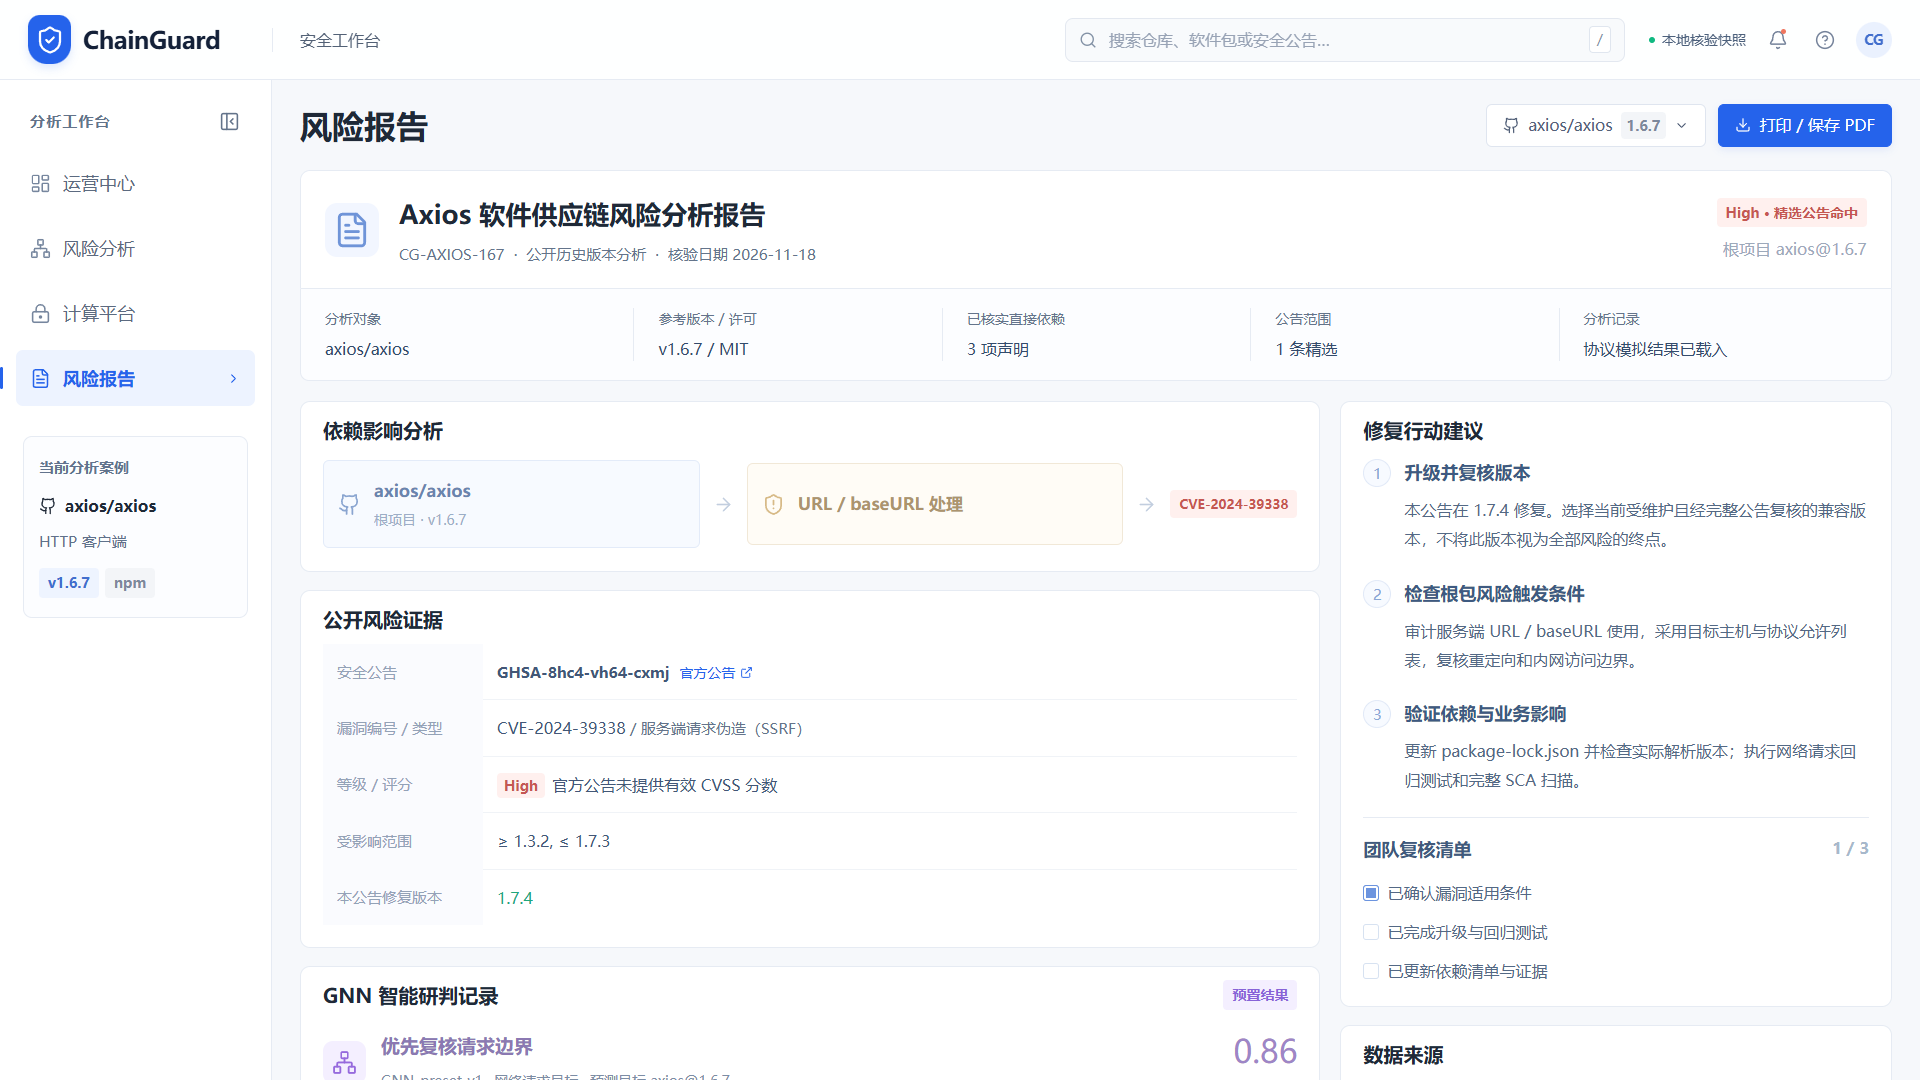 ChainGuard
安全工作台
搜索仓库、软件包或安全公告...
/
本地核验快照
CG
分析工作台
运营中心
风险分析
计算平台
风险报告
当前分析案例
axios/axios
HTTP 客户端
v1.6.7 npm
风险报告
axios/axios 1.6.7
打印 / 保存 PDF
Axios 软件供应链风险分析报告
CG-AXIOS-167 · 公开历史版本分析 · 核验日期 2026-11-18
High • 精选公告命中
根项目 axios@1.6.7
分析对象
axios/axios
参考版本 / 许可
v1.6.7 / MIT
已核实直接依赖
3 项声明
公告范围
1 条精选
分析记录
协议模拟结果已载入
依赖影响分析
axios/axios
根项目 · v1.6.7
URL / baseURL 处理
CVE-2024-39338
公开风险证据
安全公告
GHSA-8hc4-vh64-cxmj 官方公告
漏洞编号 / 类型
CVE-2024-39338 / 服务端请求伪造（SSRF）
等级 / 评分
High 官方公告未提供有效 CVSS 分数
受影响范围
≥ 1.3.2, ≤ 1.7.3
本公告修复版本
1.7.4
GNN 智能研判记录
预置结果
优先复核请求边界
0.86
GNN-preset-v1 · 网络请求目标 · 预测目标 axios@1.6.7
修复行动建议
1 升级并复核版本
本公告在 1.7.4 修复。选择当前受维护且经完整公告复核的兼容版
本，不将此版本视为全部风险的终点。
2 检查根包风险触发条件
审计服务端 URL / baseURL 使用，采用目标主机与协议允许列
表，复核重定向和内网访问边界。
3 验证依赖与业务影响
更新 package-lock.json 并检查实际解析版本；执行网络请求回
归测试和完整 SCA 扫描。
团队复核清单
1 / 3
已确认漏洞适用条件
已完成升级与回归测试
已更新依赖清单与证据
数据来源